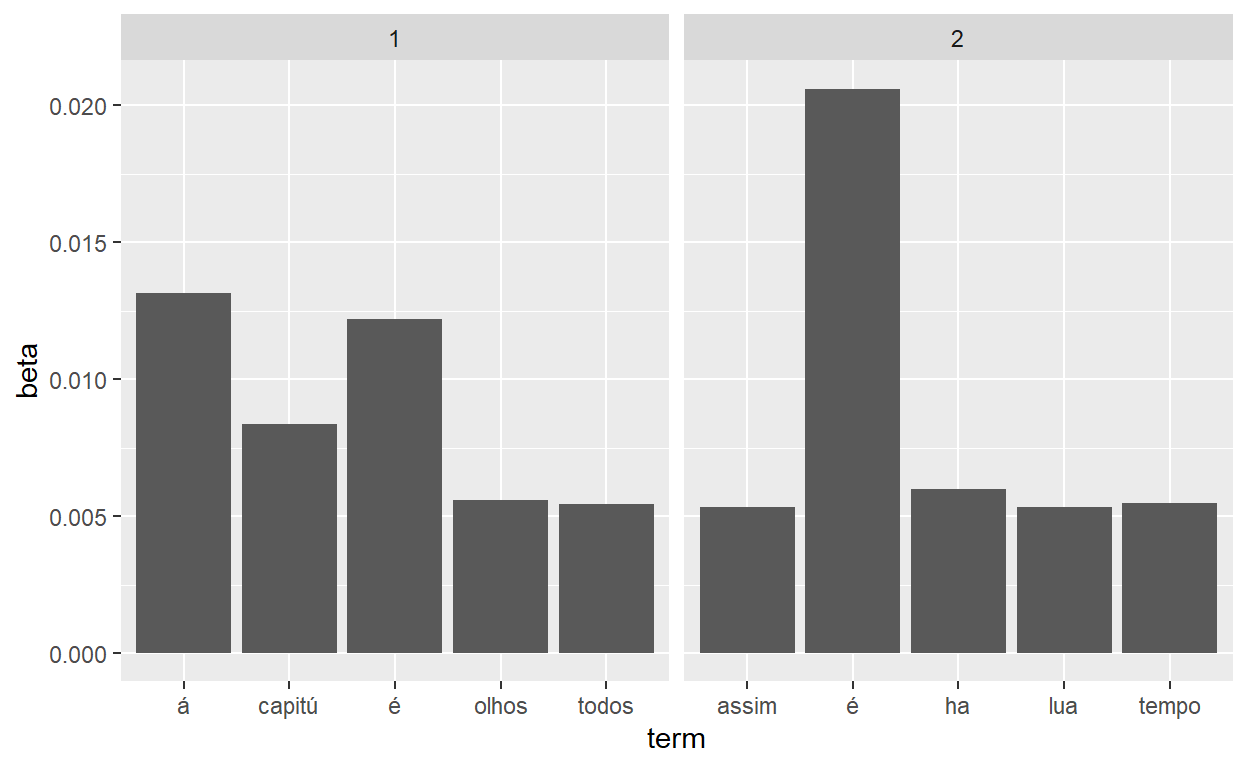 1 2
0.020
0.015
0.010
0.005
0.000
beta
á capitú é olhos todos assim é ha lua tempo
term